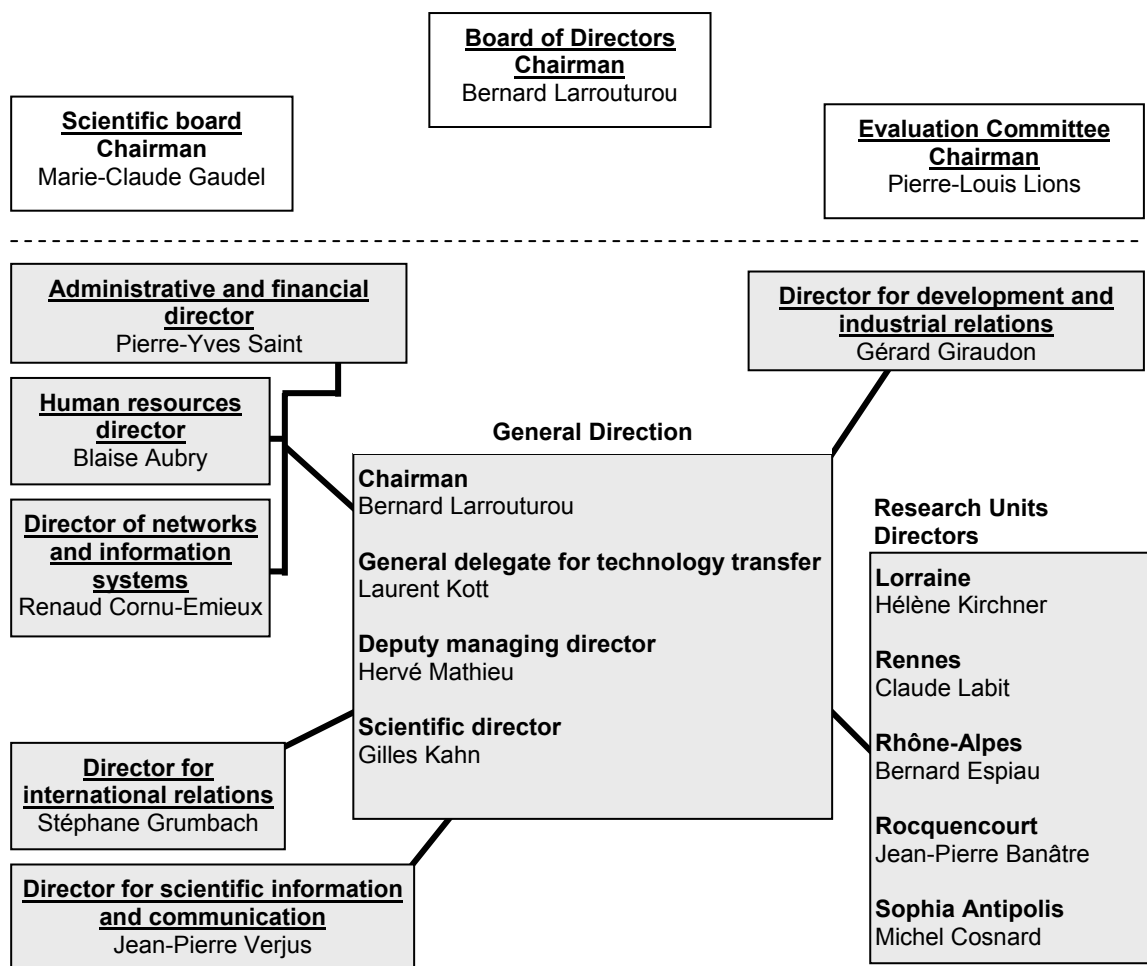 Board of Directors
Chairman
Bernard Larrouturou
Scientific board
Chairman
Marie-Claude Gaudel
Evaluation Committee
Chairman
Pierre-Louis Lions
Administrative and financial
director
Pierre-Yves Saint
Director for development and
industrial relations
Gérard Giraudon
Human resources
director
Blaise Aubry
Director of networks
and information
systems
Renaud Cornu-Emieux
General Direction
Chairman
Bernard Larrouturou
General delegate for technology transfer
Laurent Kott
Deputy managing director
Hervé Mathieu
Scientific director
Gilles Kahn
Research Units
Directors
Lorraine
Hélène Kirchner
Rennes
Claude Labit
Rhône-Alpes
Bernard Espiau
Rocquencourt
Jean-Pierre Banâtre
Sophia Antipolis
Michel Cosnard
Director for
international relations
Stéphane Grumbach
Director for scientific information
and communication
Jean-Pierre Verjus